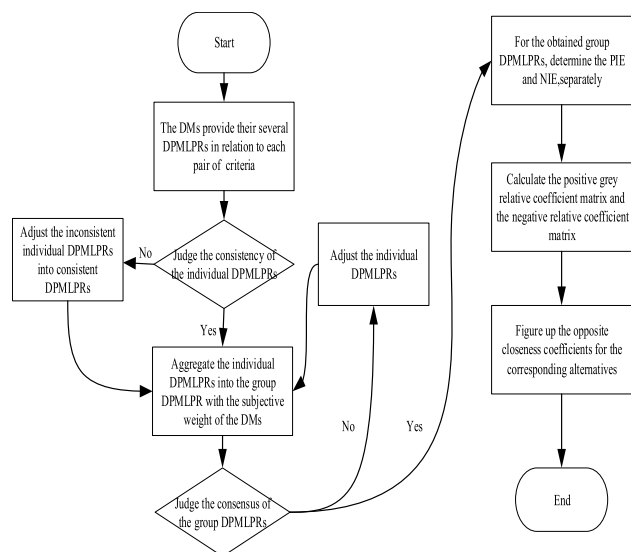 Start
The DMs provide their several
DPMLPRs in relation to each
pair of criteria
Judge the consistency of
the individual DPMLPRs
No
Adjust the inconsistent
individual DPMLPRs
into consistent
DPMLPRs
Yes
Aggregate the individual
DPMLPRs into the group
DPMLPR with the subjective
weight of the DMs
Judge the consensus of
the group DPMLPRs
No
Adjust the individual
DPMLPRs
Yes
For the obtained group
DPMLPRs, determine the PIE
and NIE,separately
Calculate the positive grey
relative coefficient matrix and
the negative relative coefficient
matrix
Figure up the opposite
closeness coefficients for the
corresponding alternatives
End